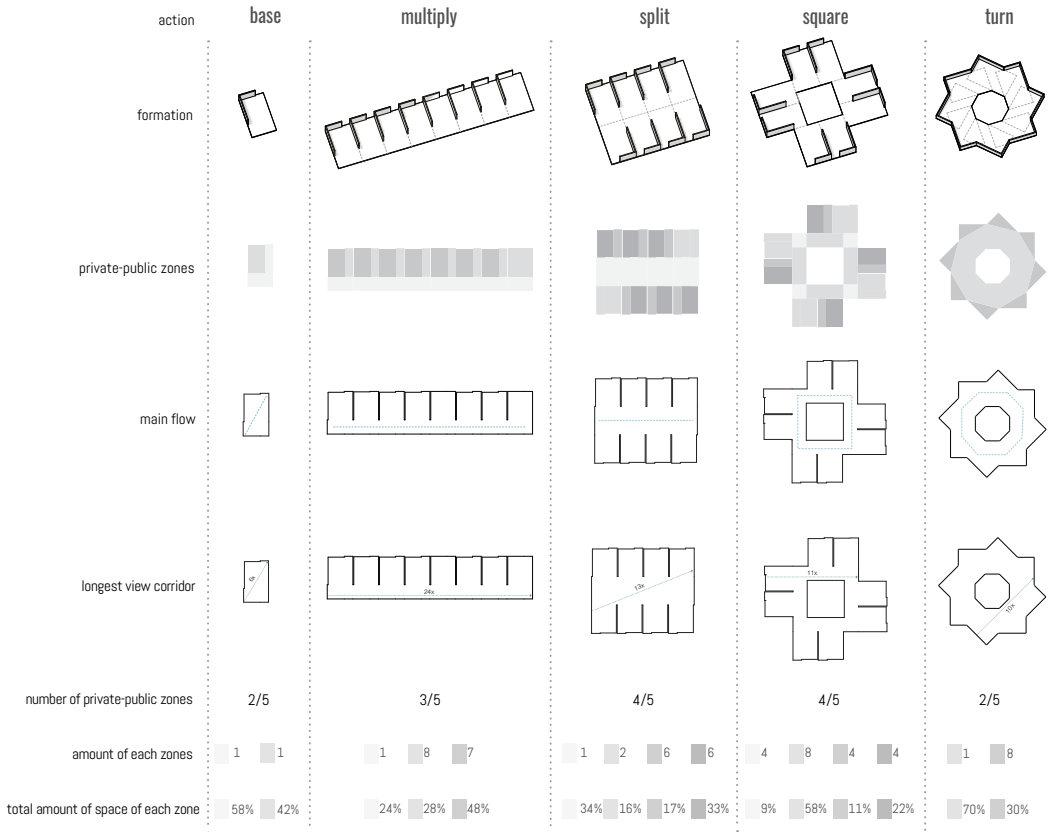 action base multiply split square turn
formation
private-public zones
main flow
longest view corridor
6x 24x 13x 11x 10x
number of private-public zones 2/5 3/5 4/5 4/5 2/5
amount of each zones 1 1 1 8 7 1 2 6 6 4 8 4 4 1 8
total amount of space of each zone 58% 42% 24% 28% 48% 34% 16% 17% 33% 9% 58% 11% 22% 70% 30%